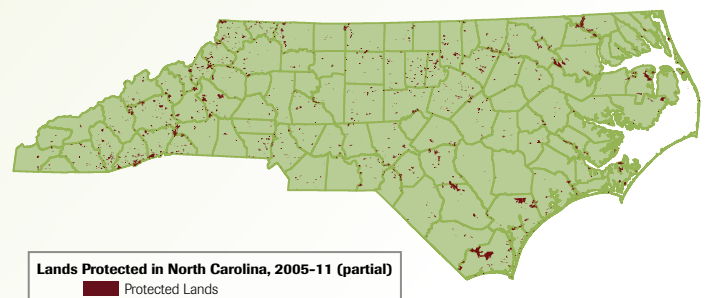 Lands Protected in North Carolina, 2005-11 (partial)
Protected Lands